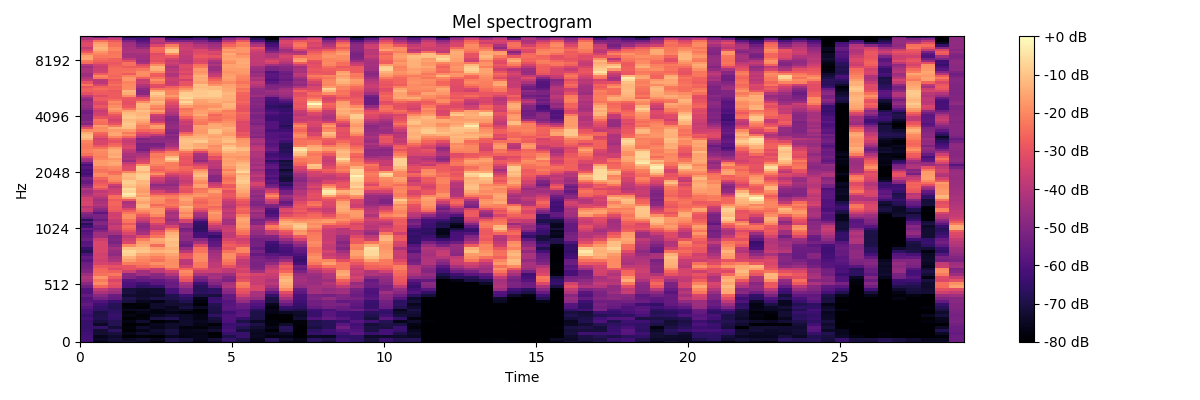 Mel spectrogram
8192
4096
2048
1024
512
0
Hz
0 5 10 15 20 25
Time
+0 dB
-10 dB
-20 dB
-30 dB
-40 dB
-50 dB
-60 dB
-70 dB
-80 dB